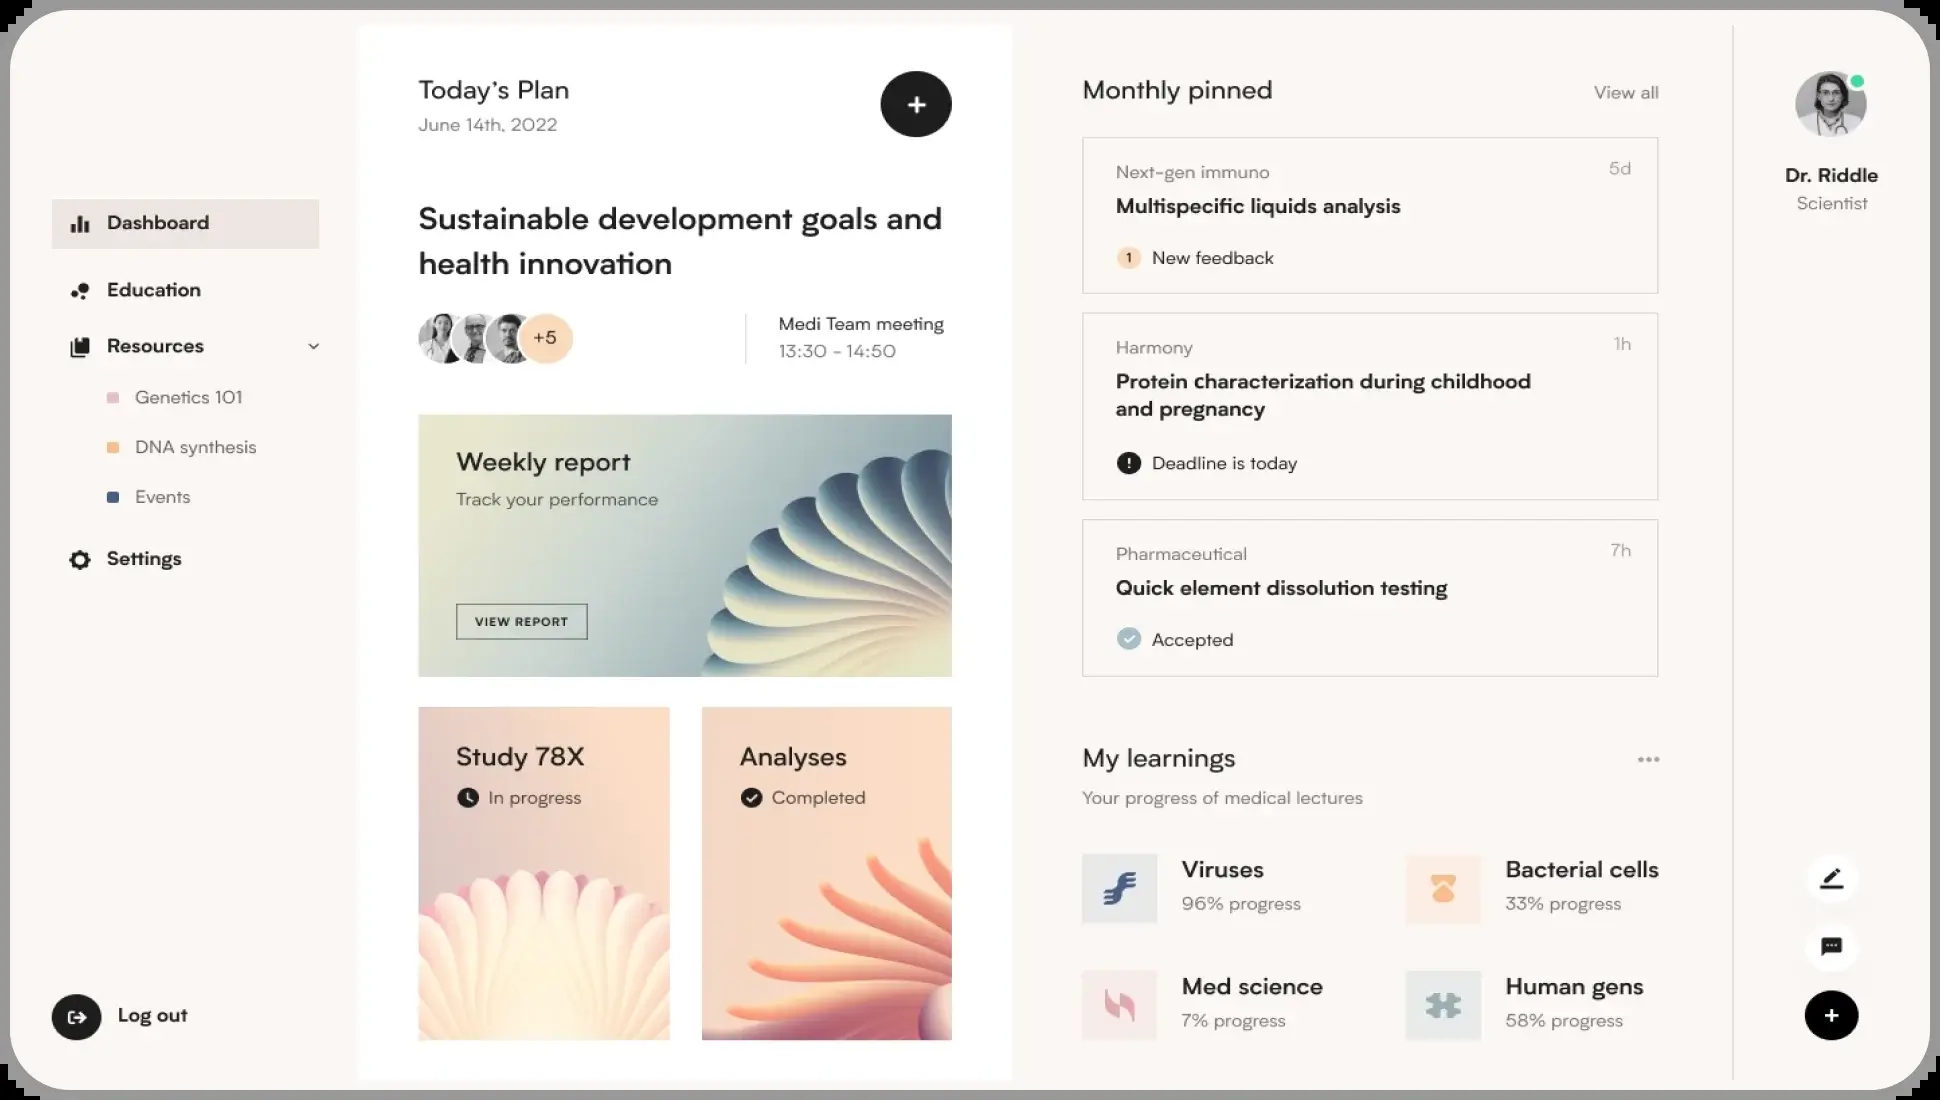 Dashboard
Education
Resources
Genetics 101
DNA synthesis
Events
Settings
Log out
Today’s Plan
June 14th, 2022
+
Sustainable development goals and
health innovation
+5
Medi Team meeting
13:30 - 14:50
Weekly report
Track your performance
VIEW REPORT
Study 78X
In progress
Analyses
Completed
Monthly pinned
View all
Next-gen immuno
5d
Multispecific liquids analysis
1 New feedback
Harmony
1h
Protein characterization during childhood
and pregnancy
! Deadline is today
Pharmaceutical
7h
Quick element dissolution testing
Accepted
My learnings
Your progress of medical lectures
Viruses
96% progress
Bacterial cells
33% progress
Med science
7% progress
Human gens
58% progress
Dr. Riddle
Scientist
+